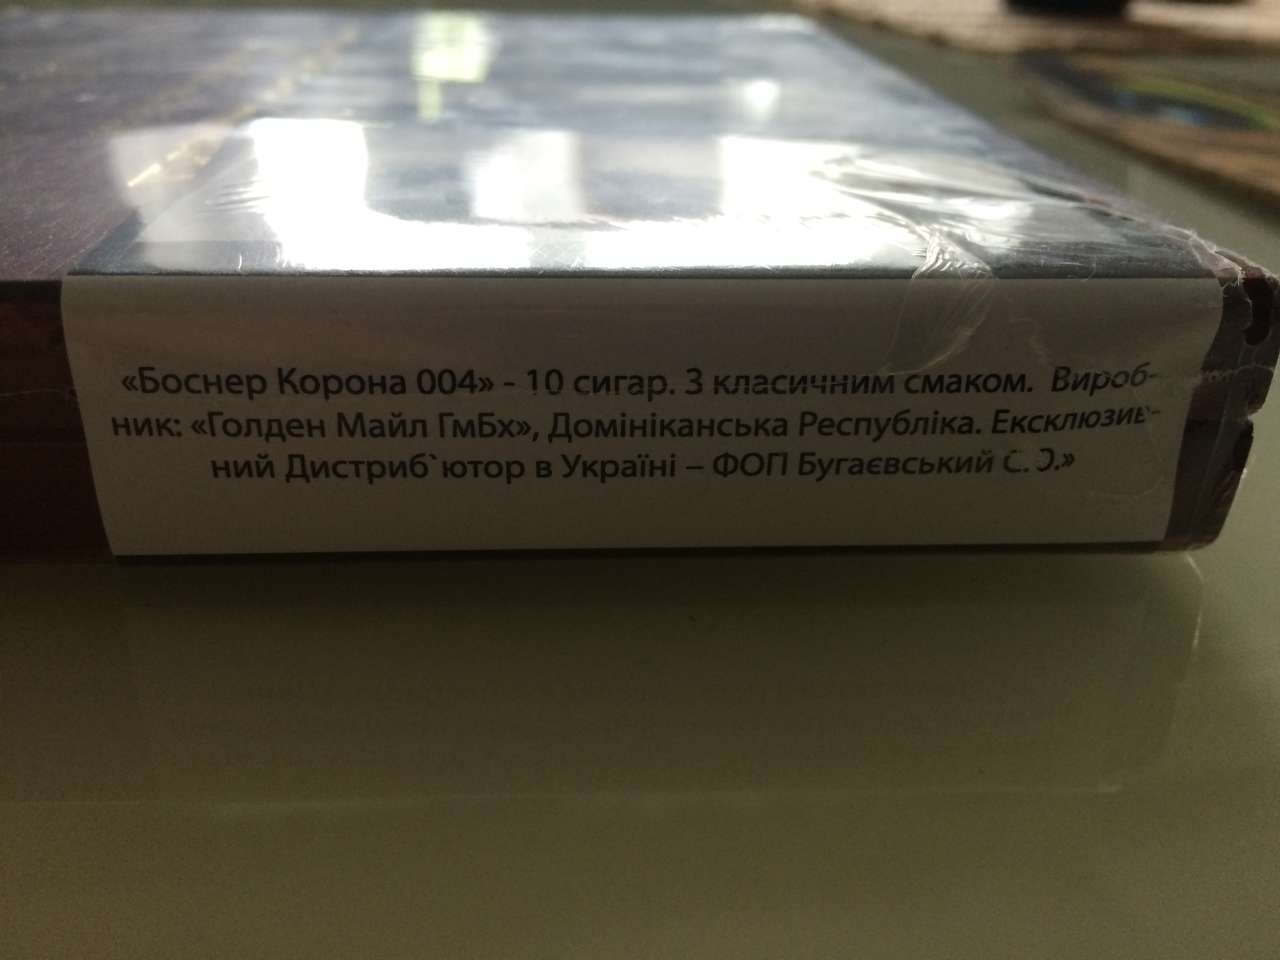 «Боснер Корона 004» - 10 сигар. З класичним смаком. Вироб-
ник: «Голден Майл ГмБх», Домініканська Республіка. Ексклюзив-
ний Дистриб`ютор в Україні – ФОП Бугаєвський С. О.»